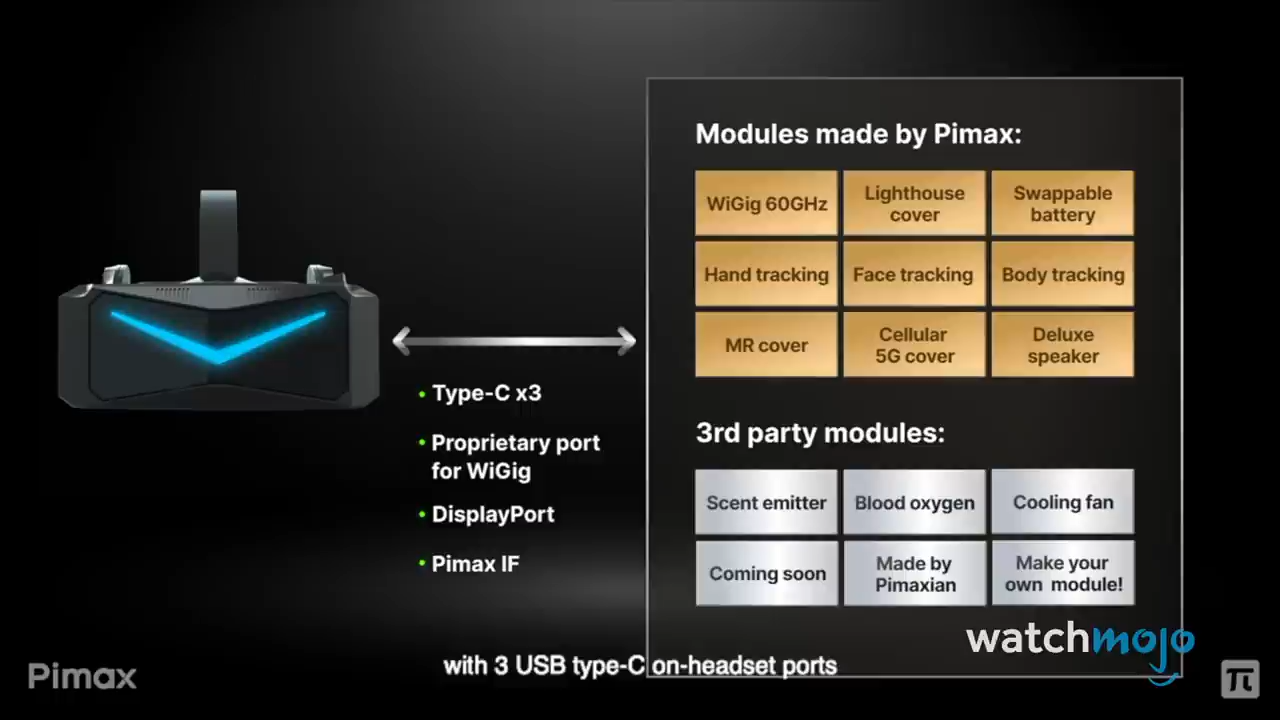 Modules made by Pimax:
WiGig 60GHz
Lighthouse
cover
Swappable
battery
Hand tracking
Face tracking
Body tracking
MR cover
Cellular
5G cover
Deluxe
speaker
• Type-C x3
• Proprietary port
for WiGig
• DisplayPort
• Pimax IF
3rd party modules:
Scent emitter
Blood oxygen
Cooling fan
Coming soon
Made by
Pimaxian
Make your
own module!
watchmojo
with 3 USB type-C on-headset ports
Pimax
π